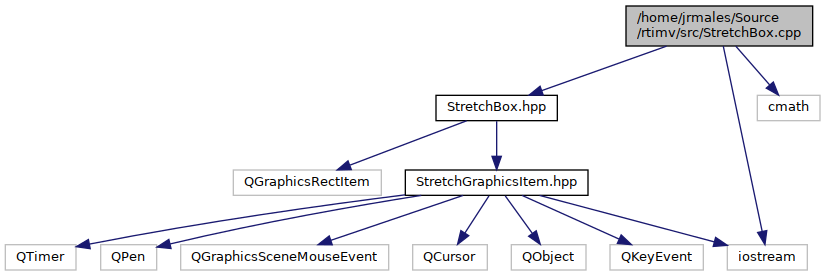 /home/jrmales/Source
/rtimv/src/StretchBox.cpp
StretchBox.hpp
cmath
QGraphicsRectItem
StretchGraphicsItem.hpp
QTimer
QPen
QGraphicsSceneMouseEvent
QCursor
QObject
QKeyEvent
iostream